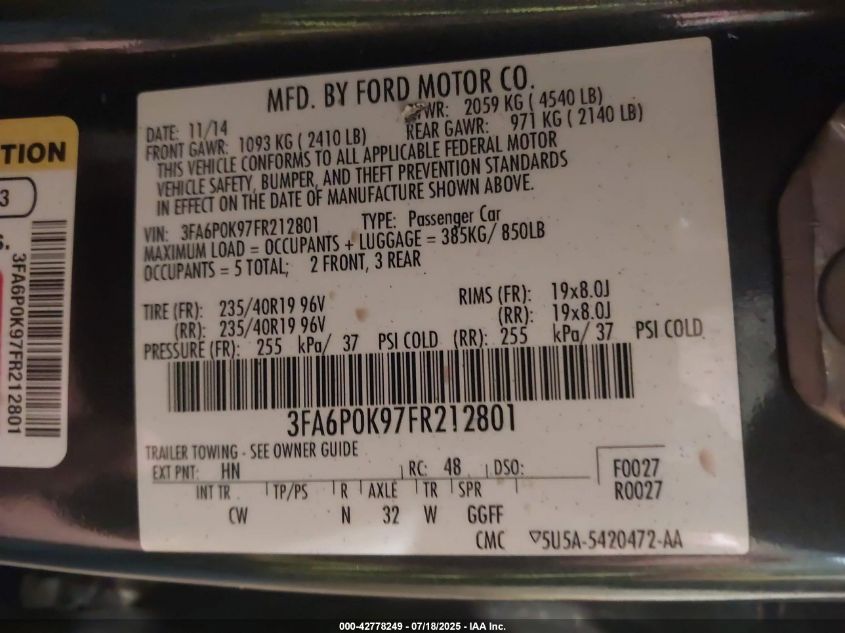 MFD. BY FORD MOTOR CO.
DATE: 11/14 WR: 2059 KG ( 4540 LB)
FRONT GAWR: 1093 KG ( 2410 LB) REAR GAWR: 971 KG ( 2140 LB)
THIS VEHICLE CONFORMS TO ALL APPLICABLE FEDERAL MOTOR
VEHICLE SAFETY, BUMPER, AND THEFT PREVENTION STANDARDS
IN EFFECT ON THE DATE OF MANUFACTURE SHOWN ABOVE.
VIN: 3FA6P0K97FR212801 TYPE: Passenger Car
MAXIMUM LOAD = OCCUPANTS + LUGGAGE = 385KG/ 850LB
OCCUPANTS = 5 TOTAL; 2 FRONT, 3 REAR
TIRE (FR): 235/40R19 96V RIMS (FR): 19x8.0J
(RR): 235/40R19 96V (RR): 19x8.0J
PRESSURE (FR): 255 kPa/ 37 PSI COLD (RR): 255 kPa/ 37 PSI COLD
3FA6P0K97FR212801
TRAILER TOWING - SEE OWNER GUIDE
EXT PNT: HN RC: 48 DSO: F0027
INT TR TP/PS R AXLE TR SPR R0027
CW N 32 W GGFF
CMC ▽5U5A-5420472-AA
TION
3
S.
3FA6P0K97FR212801
000-42778249 - 07/18/2025 - IAA Inc.